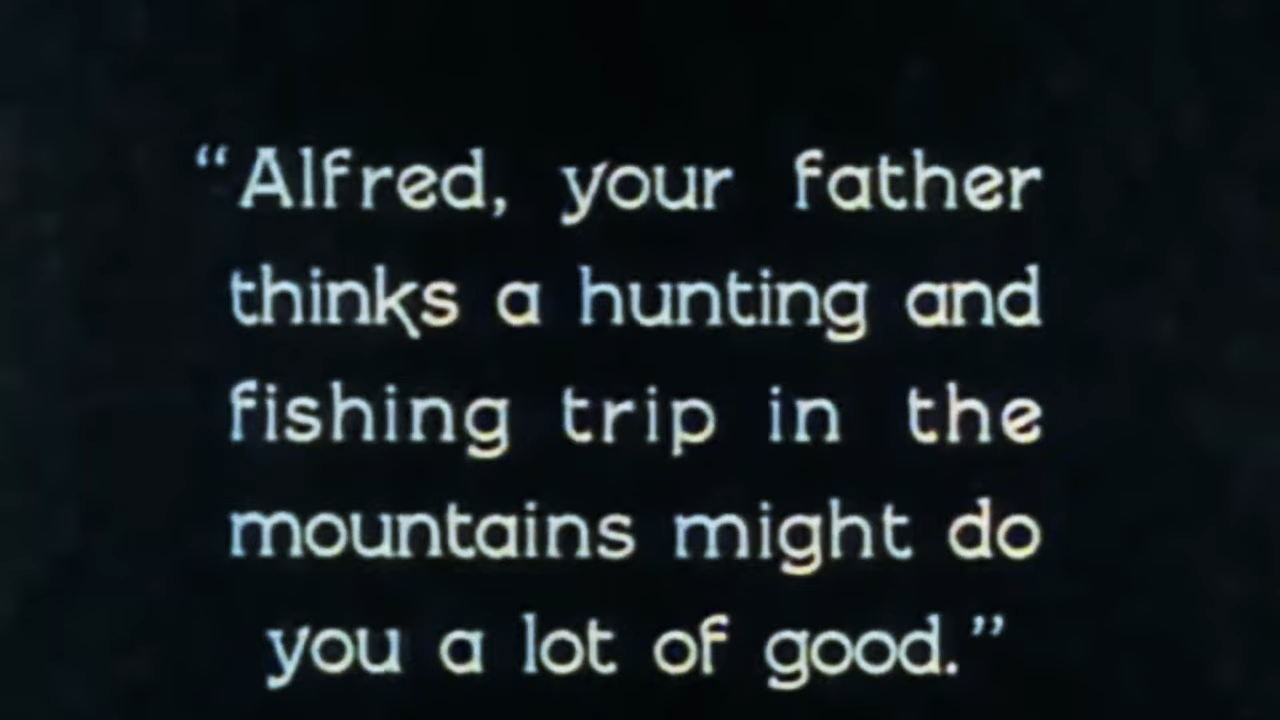 “Alfred, your father
thinks a hunting and
fishing trip in the
mountains might do
you a lot of good.”